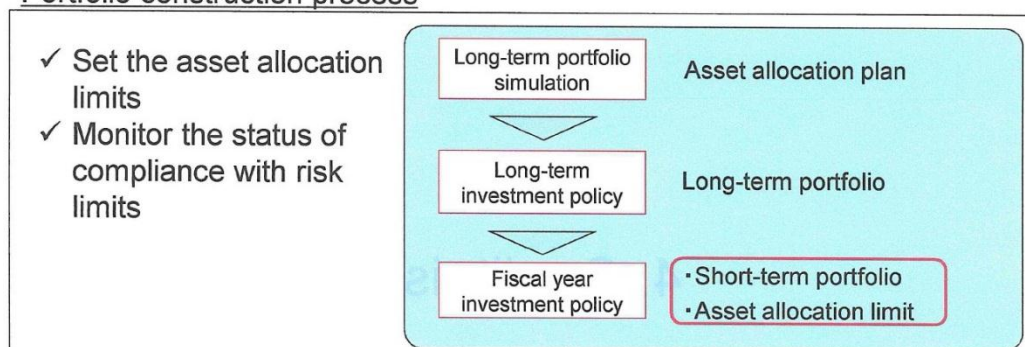 Portfolio construction process
✓ Set the asset allocation
limits
✓ Monitor the status of
compliance with risk
limits
Long-term portfolio
simulation
Asset allocation plan
Long-term
investment policy
Long-term portfolio
Fiscal year
investment policy
・Short-term portfolio
・Asset allocation limit